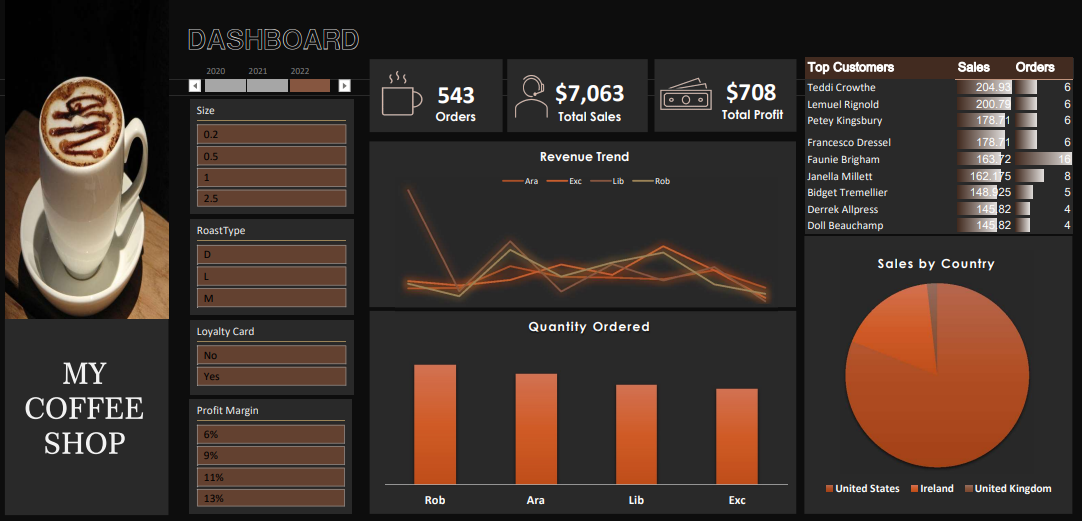 DASHBOARD
2020 2021 2022
Size
0.2
0.5
1
2.5
RoastType
D
L
M
Loyalty Card
No
Yes
Profit Margin
6%
9%
11%
13%
MY
COFFEE
SHOP
543
Orders
$7,063
Total Sales
$708
Total Profit
Revenue Trend
Ara Exc Lib Rob
Quantity Ordered
Rob Ara Lib Exc
Top Customers Sales Orders
Teddi Crowthe 204.93 6
Lemuel Rignold 200.79 6
Petey Kingsbury 178.71 6
Francesco Dressel 178.71 6
Faunie Brigham 163.72 16
Janella Millett 162.175 8
Bidget Tremellier 148.925 5
Derrek Allpress 145.82 4
Doll Beauchamp 145.82 4
Sales by Country
United States Ireland United Kingdom